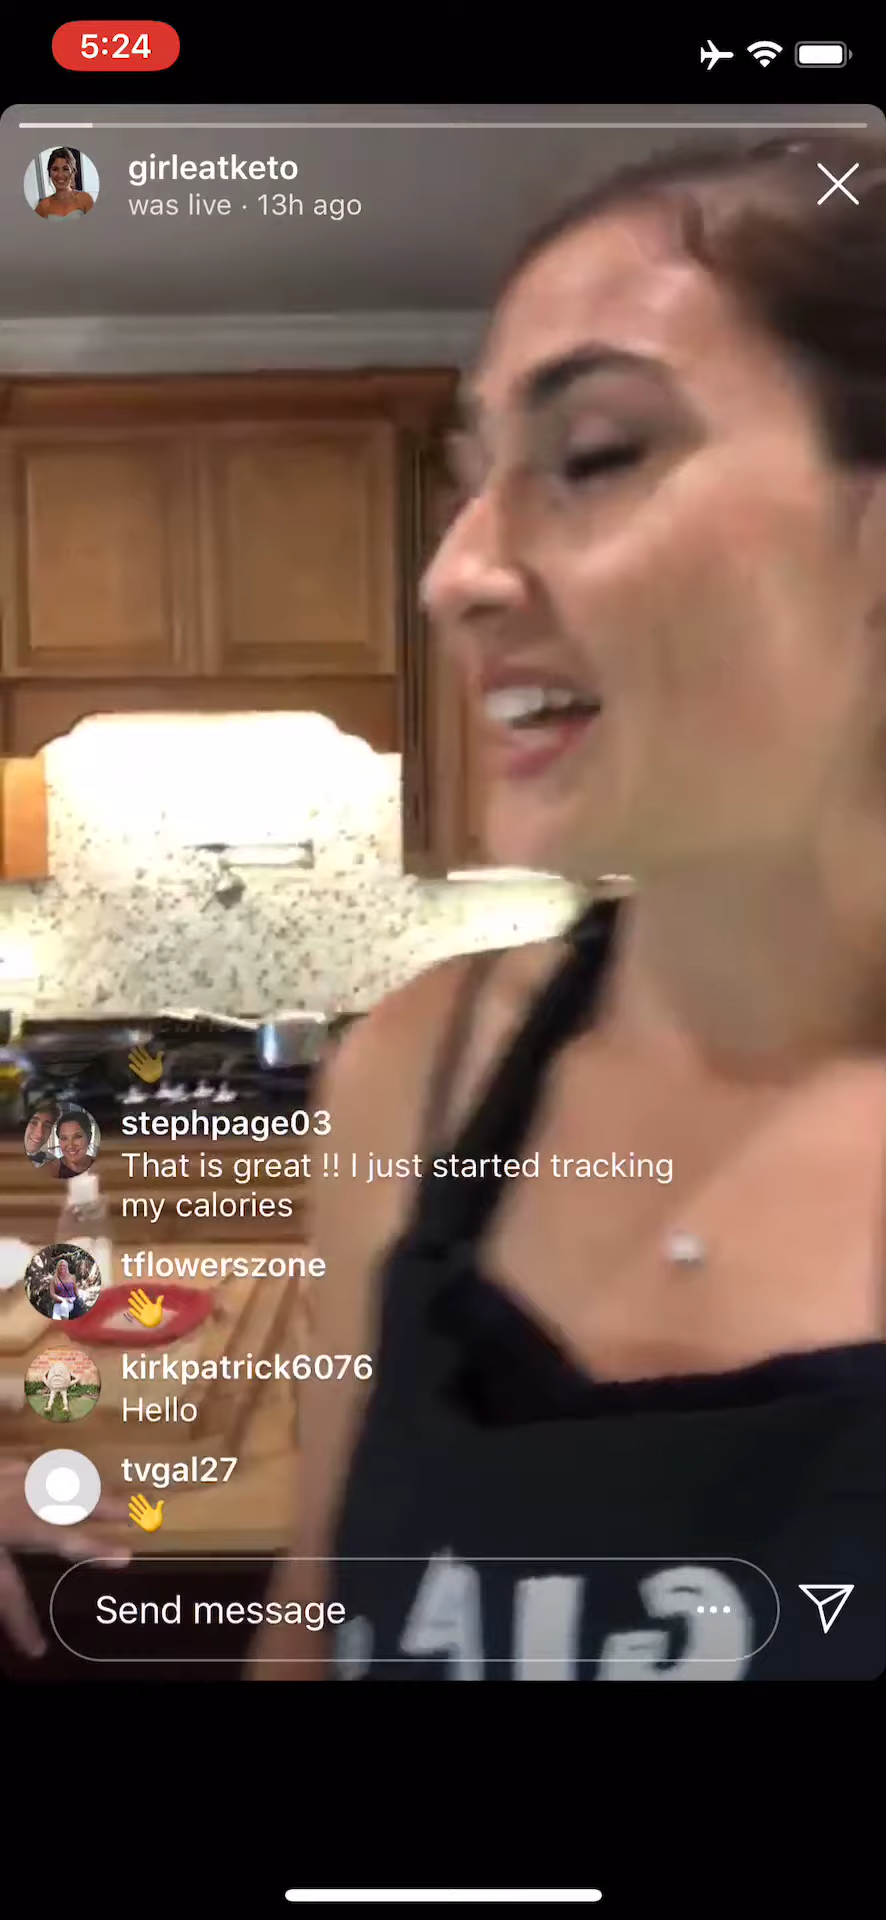 5:24
girleatketo
was live · 13h ago
👋
stephpage03
That is great !! I just started tracking
my calories
tflowerszone
👋
kirkpatrick6076
Hello
tvgal27
👋
Send message